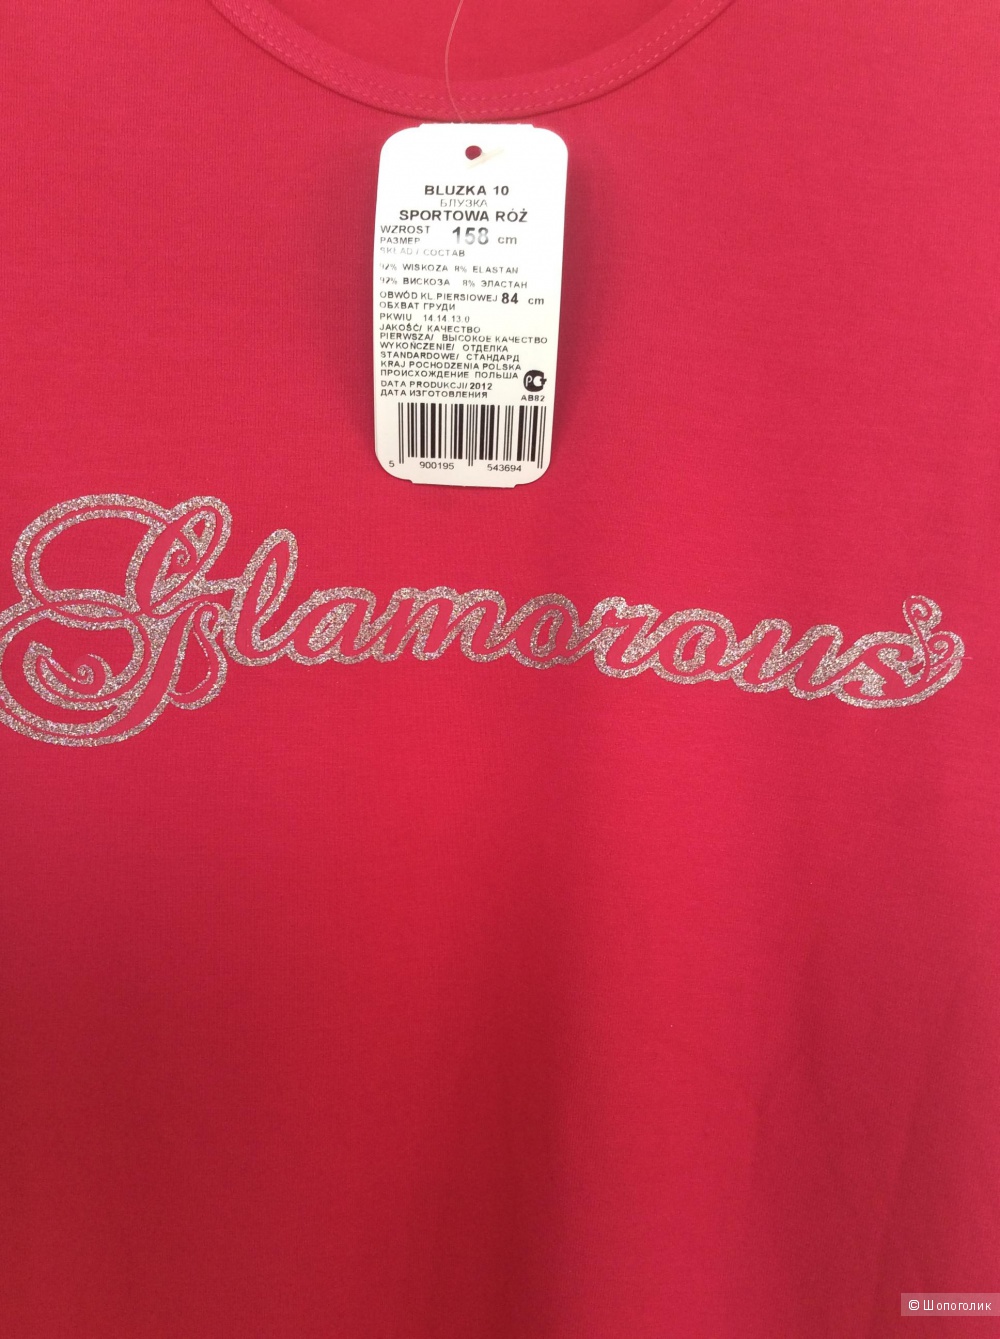 BLUZKA 10
БЛУЗКА
SPORTOWA RÓŻ
WZROST
РАЗМЕР 158 cm
SKŁAD / СОСТАВ
92% WISKOZA 8% ELASTAN
92% ВИСКОЗА 8% ЭЛАСТАН
OBWÓD KL.PIERSIOWEJ 84 cm
ОБХВАТ ГРУДИ
PKWIU 14.14.13.0
JAKOŚĆ/ КАЧЕСТВО
PIERWSZA/ ВЫСОКОЕ КАЧЕСТВО
WYKOŃCZENIE/ ОТДЕЛКА
STANDARDOWE/ СТАНДАРД
KRAJ POCHODZENIA POLSKA
ПРОИСХОЖДЕНИЕ ПОЛЬША
DATA PRODUKCJI/ 2012
ДАТА ИЗГОТОВЛЕНИЯ АВ82
5 900195 543694
Glamorous
© Шопоголик